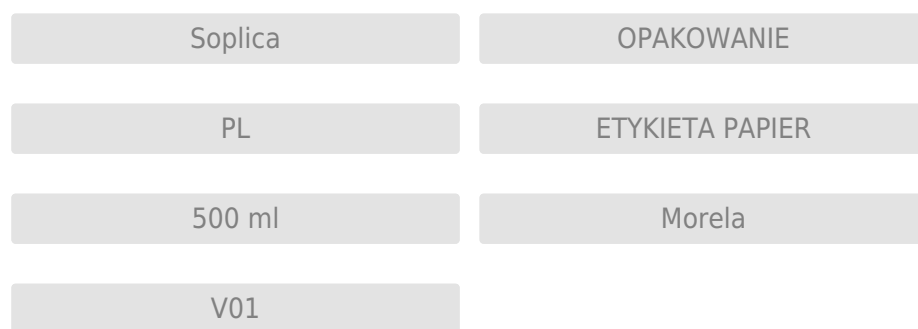 Soplica
OPAKOWANIE
PL
ETYKIETA PAPIER
500 ml
Morela
V01